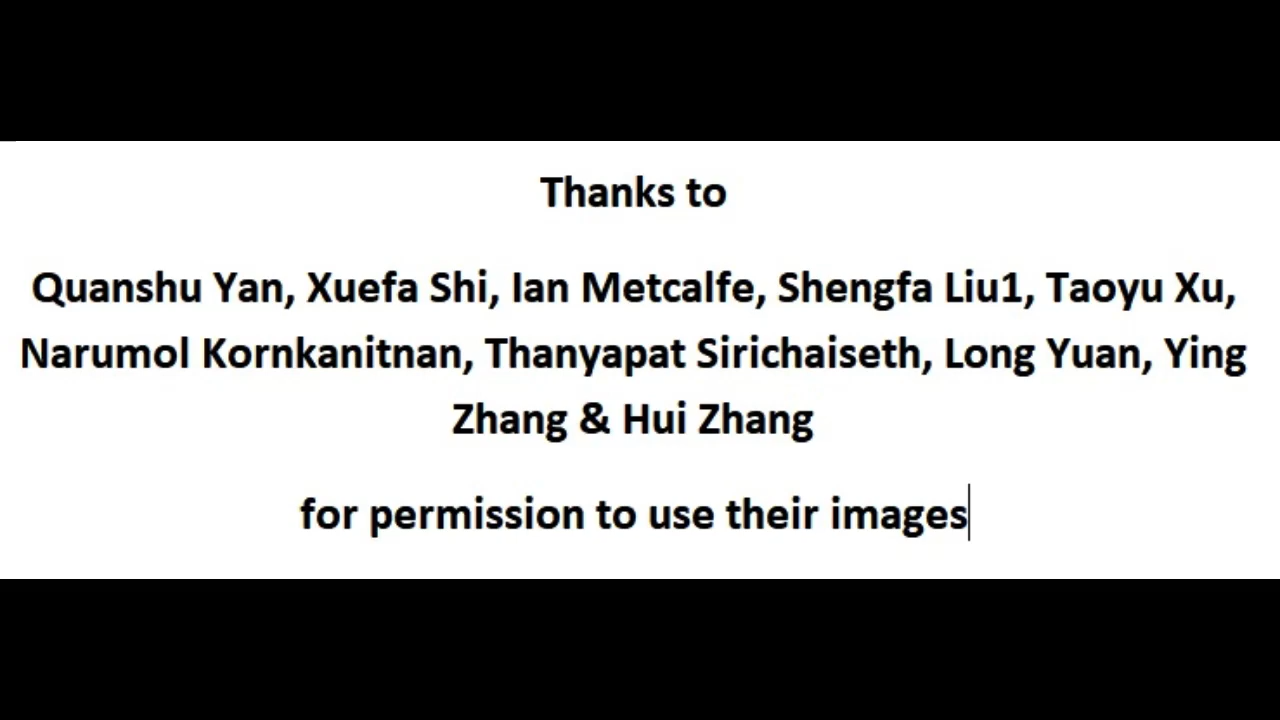 Thanks to
Quanshu Yan, Xuefa Shi, Ian Metcalfe, Shengfa Liu1, Taoyu Xu,
Narumol Kornkanitnan, Thanyapat Sirichaiseth, Long Yuan, Ying
Zhang & Hui Zhang
for permission to use their images